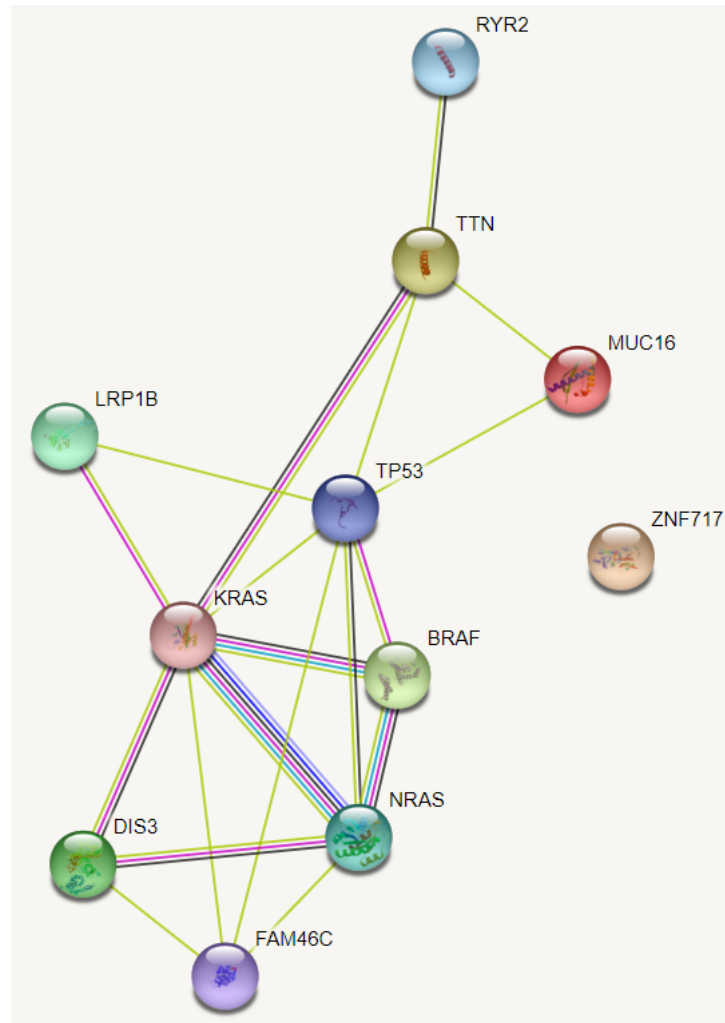 RYR2
TTN
MUC16
LRP1B
TP53
ZNF717
KRAS
BRAF
NRAS
DIS3
FAM46C